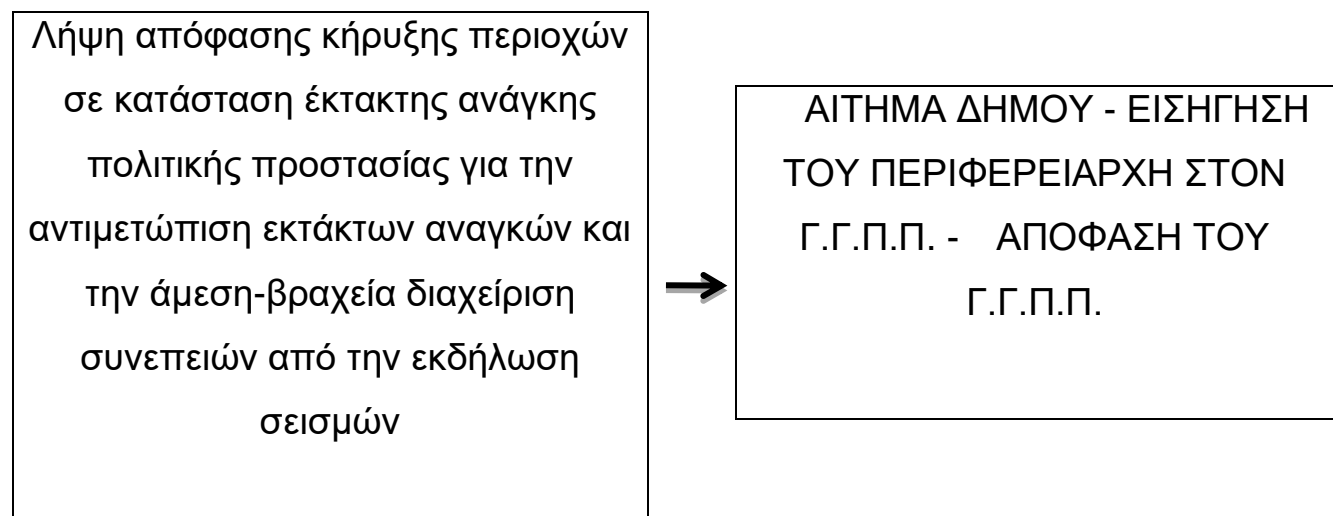 Λήψη απόφασης κήρυξης περιοχών
σε κατάσταση έκτακτης ανάγκης
πολιτικής προστασίας για την
αντιμετώπιση εκτάκτων αναγκών και
την άμεση-βραχεία διαχείριση
συνεπειών από την εκδήλωση
σεισμών
ΑΙΤΗΜΑ ΔΗΜΟΥ - ΕΙΣΗΓΗΣΗ
ΤΟΥ ΠΕΡΙΦΕΡΕΙΑΡΧΗ ΣΤΟΝ
Γ.Γ.Π.Π. - ΑΠΟΦΑΣΗ ΤΟΥ
Γ.Γ.Π.Π.